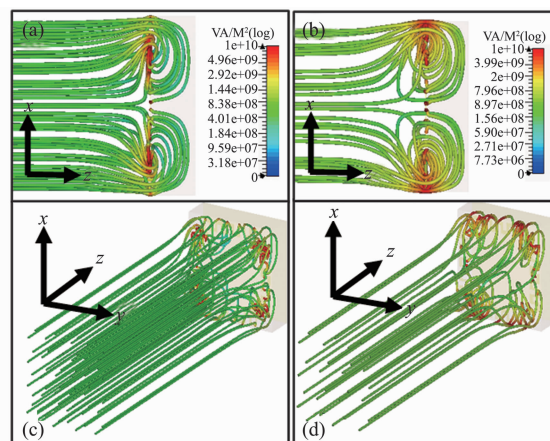 (a)
VA/M²(log)
1e+10
4.96e+09
2.92e+09
1.44e+09
8.38e+08
4.01e+08
1.84e+08
9.59e+07
3.18e+07
0
x
z
(b)
VA/M²(log)
1e+10
3.99e+09
2e+09
7.96e+08
8.97e+08
1.56e+08
5.90e+07
2.71e+07
7.73e+06
0
x
z
x
z
y
(c)
x
z
y
(d)